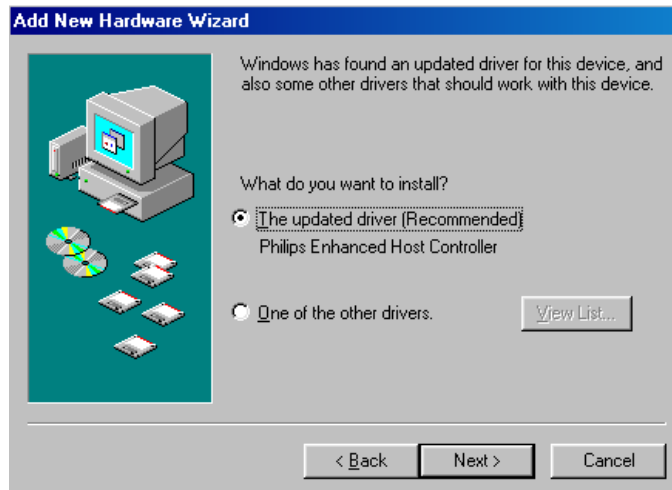 Add New Hardware Wizard
Windows has found an updated driver for this device, and
also some other drivers that should work with this device.
What do you want to install?
The updated driver (Recommended)
Philips Enhanced Host Controller
One of the other drivers.
View List...
< Back
Next >
Cancel